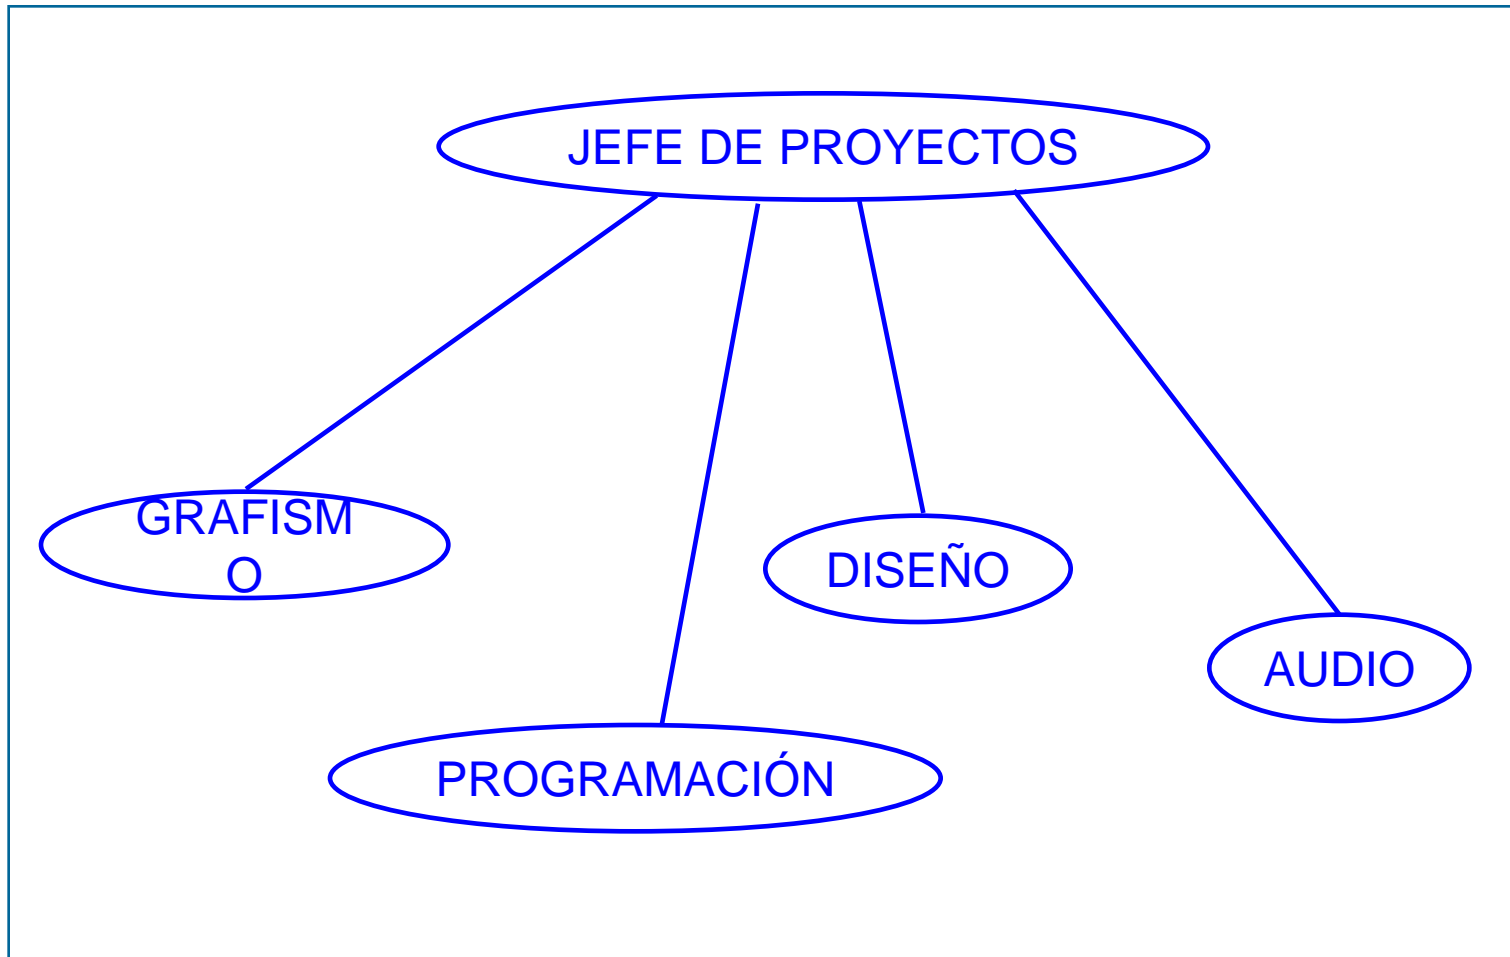 JEFE DE PROYECTOS
GRAFISM
O
DISEÑO
AUDIO
PROGRAMACIÓN